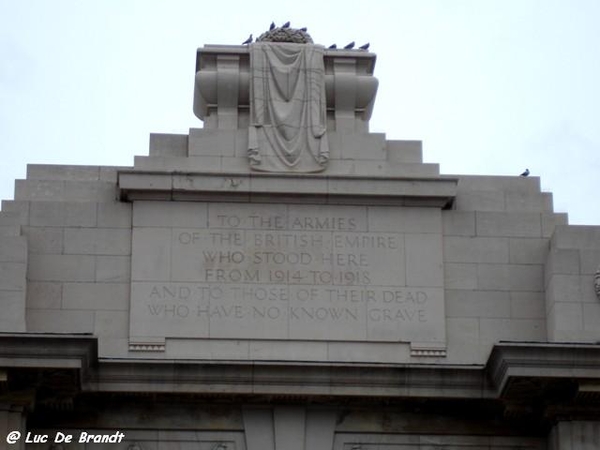 TO THE ARMIES
OF THE BRITISH EMPIRE
WHO STOOD HERE
FROM 1914 TO 1918
AND TO THOSE OF THEIR DEAD
WHO HAVE NO KNOWN GRAVE
@ Luc De Brandt